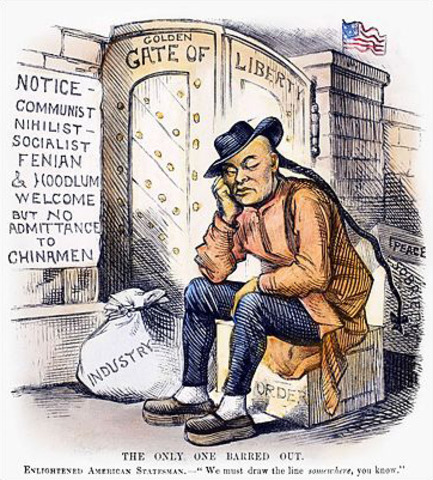 GOLDEN
GATE OF LIBERTY
NOTICE -
COMMUNIST
NIHILIST -
SOCIALIST
FENIAN
& HOODLUM
WELCOME
BUT NO
ADMITTANCE
TO
CHINAMEN
PEACE
SOBRIETY
INDUSTRY
ORDER
THE ONLY ONE BARRED OUT.
ENLIGHTENED AMERICAN STATESMAN.—"We must draw the line somewhere, you know."